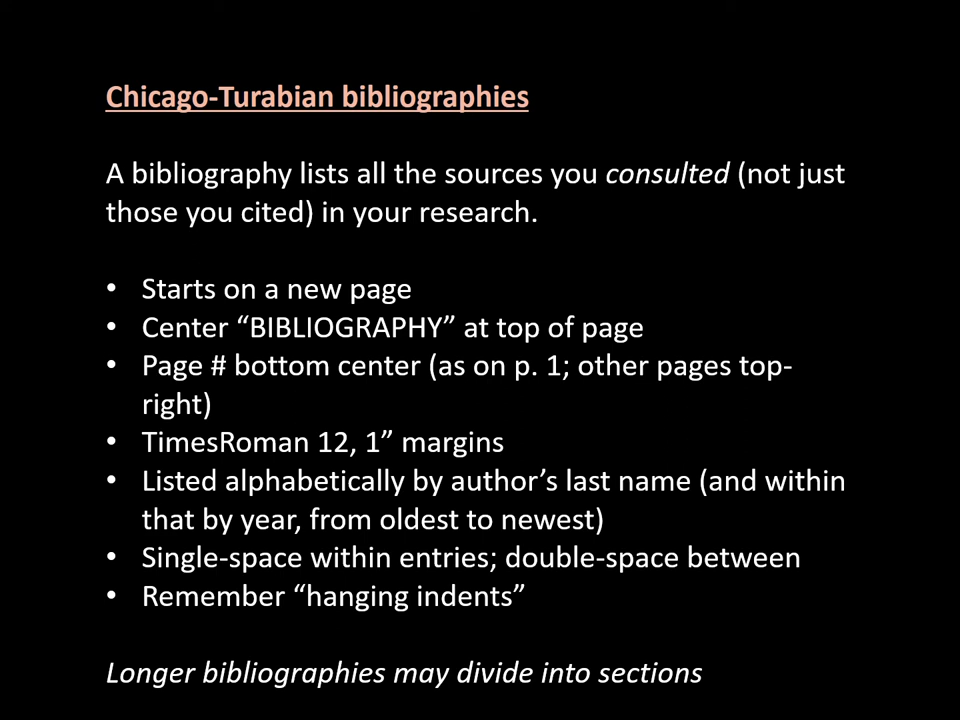 Chicago-Turabian bibliographies
A bibliography lists all the sources you consulted (not just
those you cited) in your research.
• Starts on a new page
• Center “BIBLIOGRAPHY” at top of page
• Page # bottom center (as on p. 1; other pages top-
right)
• TimesRoman 12, 1” margins
• Listed alphabetically by author’s last name (and within
that by year, from oldest to newest)
• Single-space within entries; double-space between
• Remember “hanging indents”
Longer bibliographies may divide into sections